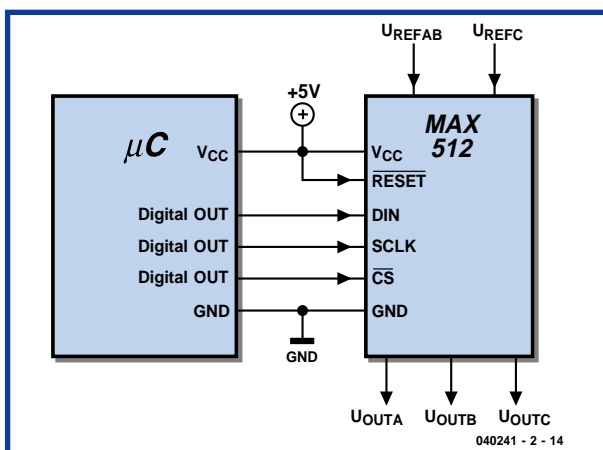 UREFAB UREFC
+5V
μC
MAX
512
VCC
VCC
RESET
Digital OUT
DIN
Digital OUT
SCLK
Digital OUT
CS
GND
GND
GND
UOUTA UOUTB UOUTC
040241 - 2 - 14